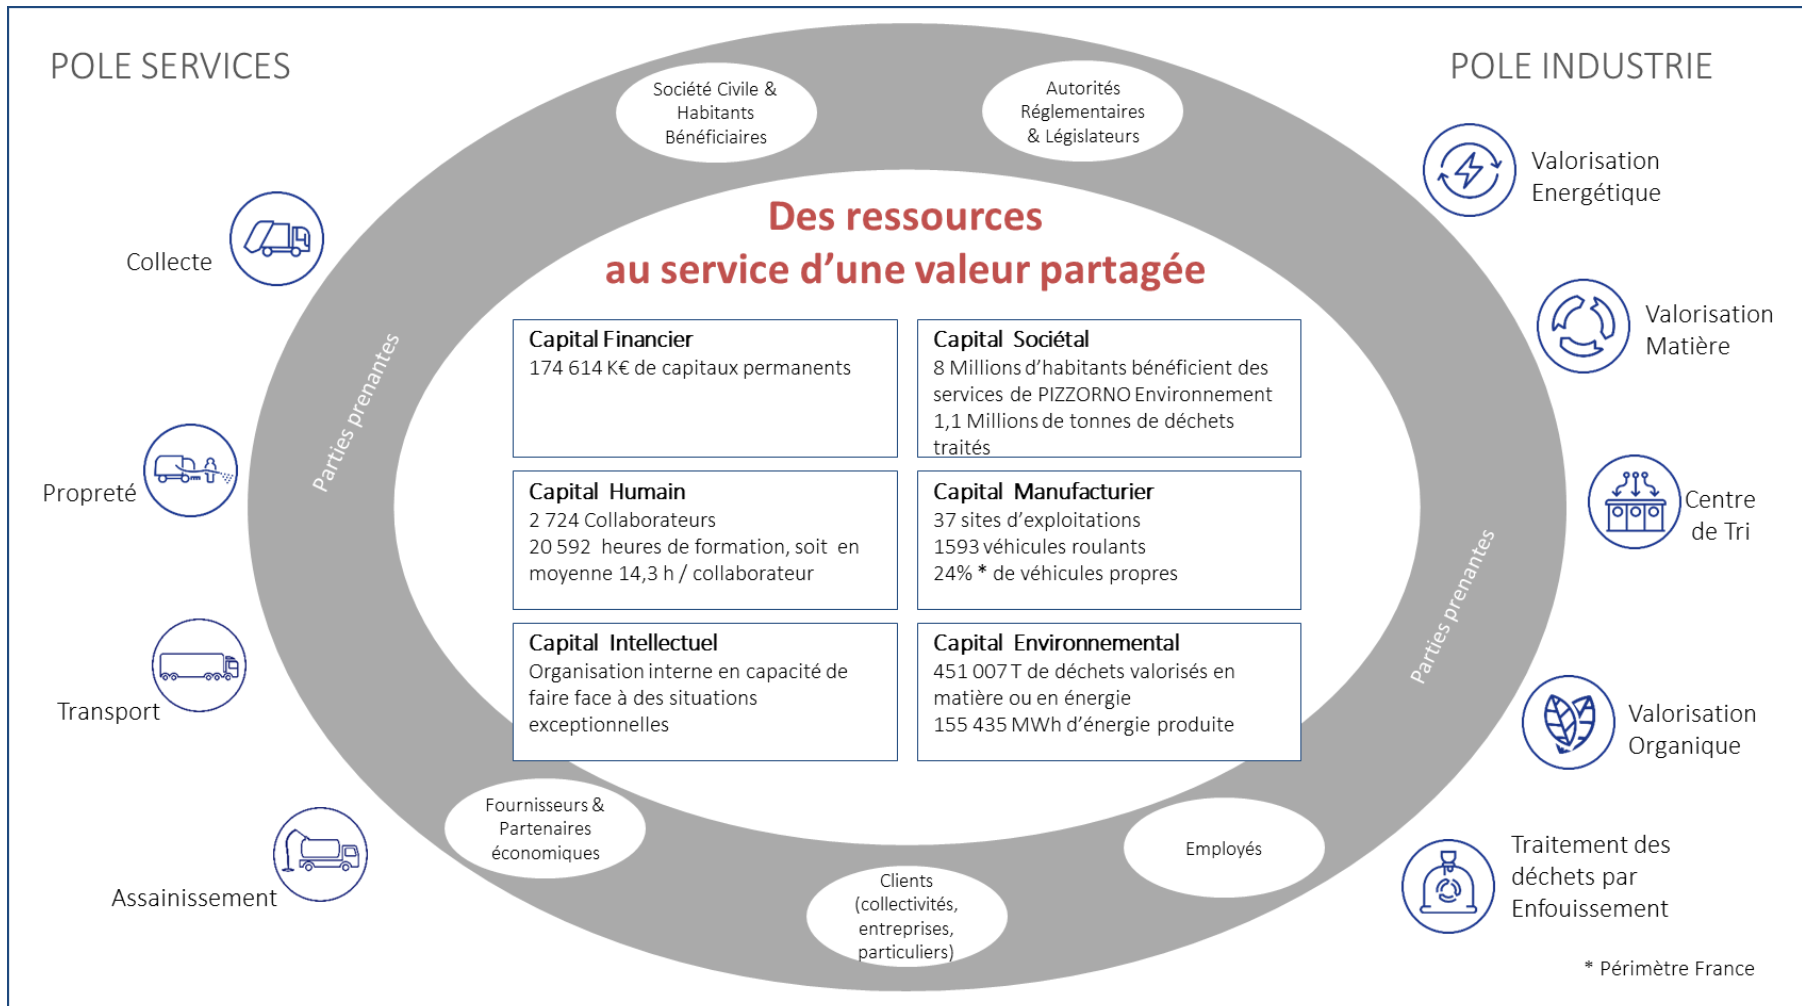 POLE SERVICES
POLE INDUSTRIE
Société Civile &
Habitants
Bénéficiaires
Autorités
Réglementaires
& Législateurs
Des ressources
au service d’une valeur partagée
Collecte
Propreté
Transport
Assainissement
Parties prenantes
Capital Financier
174 614 K€ de capitaux permanents
Capital Sociétal
8 Millions d’habitants bénéficient des
services de PIZZORNO Environnement
1,1 Millions de tonnes de déchets
traités
Capital Humain
2 724 Collaborateurs
20 592 heures de formation, soit en
moyenne 14,3 h / collaborateur
Capital Manufacturier
37 sites d’exploitations
1593 véhicules roulants
24% * de véhicules propres
Capital Intellectuel
Organisation interne en capacité de
faire face à des situations
exceptionnelles
Capital Environnemental
451 007 T de déchets valorisés en
matière ou en énergie
155 435 MWh d’énergie produite
Parties prenantes
Fournisseurs &
Partenaires
économiques
Clients
(collectivités,
entreprises,
particuliers)
Employés
Valorisation
Energétique
Valorisation
Matière
Centre
de Tri
Valorisation
Organique
Traitement des
déchets par
Enfouissement
* Périmètre France